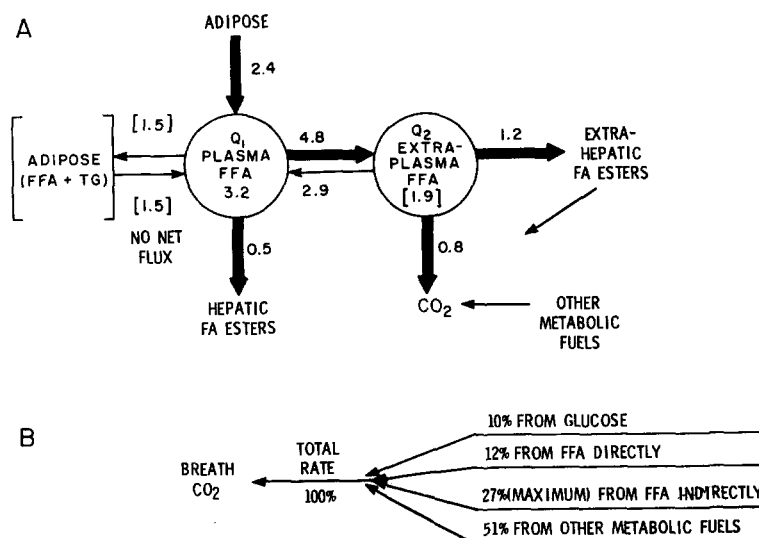 A
ADIPOSE
2.4
[1.5]
ADIPOSE
(FFA + TG)
[1.5]
NO NET
FLUX
Q1
PLASMA
FFA
3.2
4.8
2.9
Q2
EXTRA-
PLASMA
FFA
[1.9]
1.2
EXTRA-
HEPATIC
FA ESTERS
0.5
HEPATIC
FA ESTERS
0.8
CO2
OTHER
METABOLIC
FUELS
B
BREATH
CO2
TOTAL
RATE
100%
10% FROM GLUCOSE
12% FROM FFA DIRECTLY
27% (MAXIMUM) FROM FFA INDIRECTLY
51% FROM OTHER METABOLIC FUELS